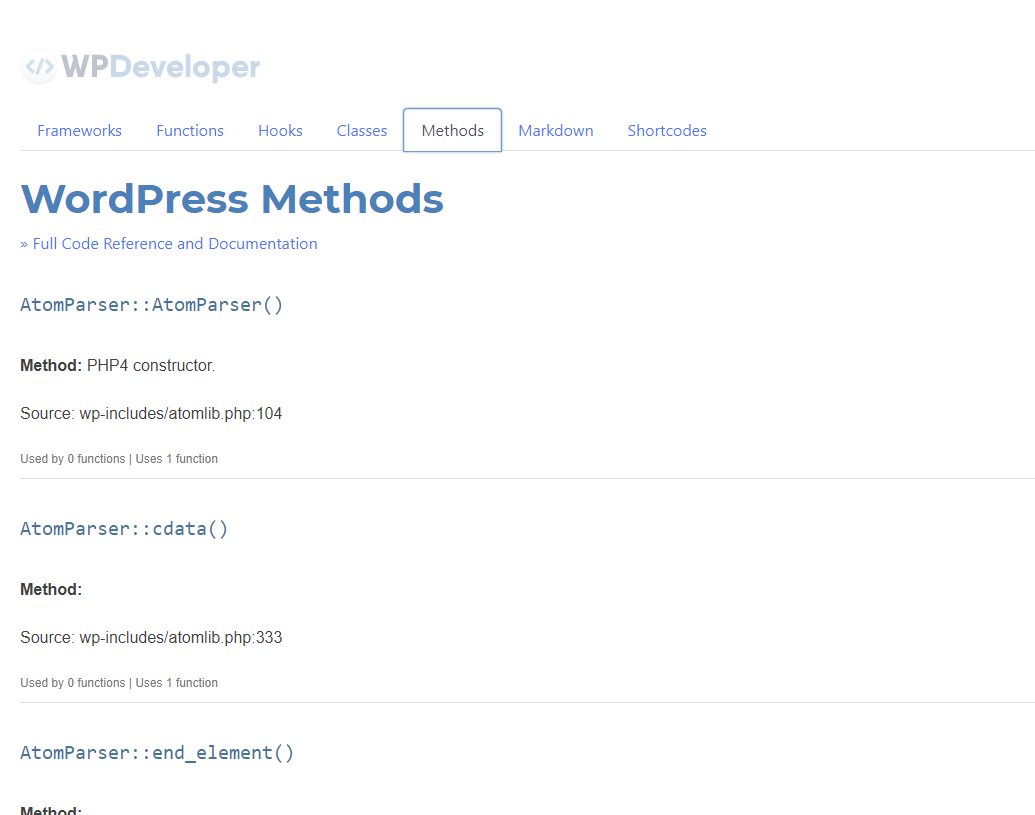 </> WPDeveloper
Frameworks Functions Hooks Classes Methods Markdown Shortcodes
WordPress Methods
» Full Code Reference and Documentation
AtomParser::AtomParser()
Method: PHP4 constructor.
Source: wp-includes/atomlib.php:104
Used by 0 functions | Uses 1 function
AtomParser::cdata()
Method:
Source: wp-includes/atomlib.php:333
Used by 0 functions | Uses 1 function
AtomParser::end_element()
Method: